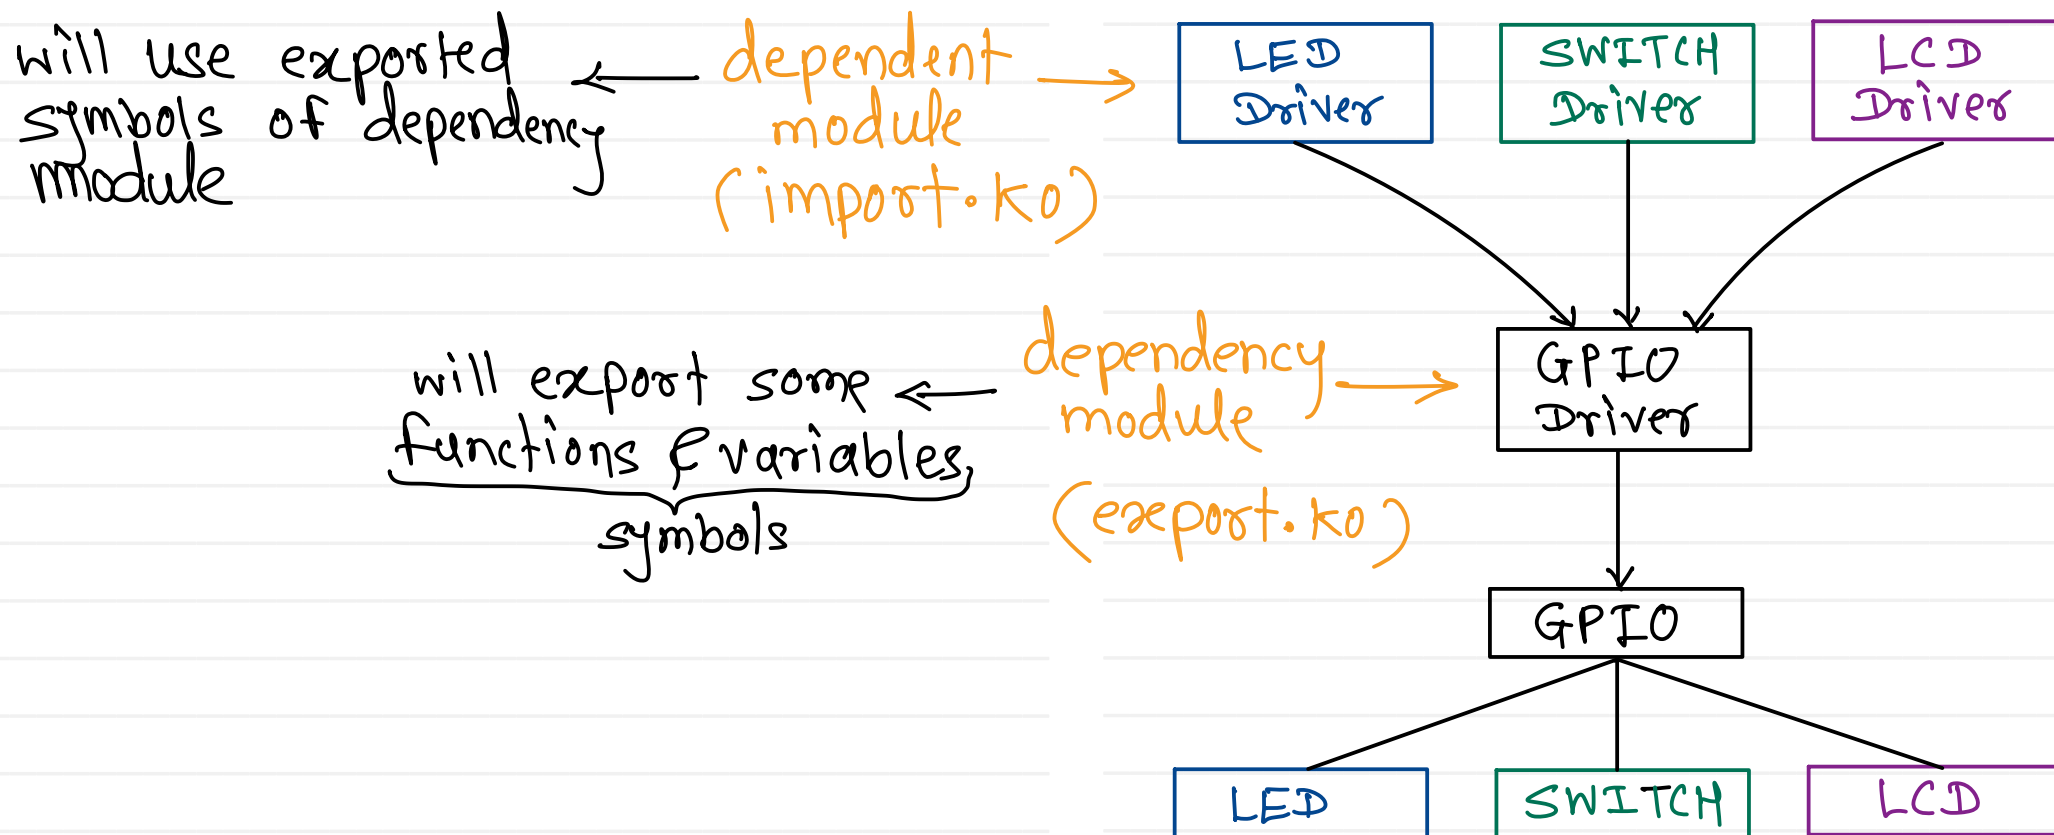 will use exported
symbols of dependency
module
dependent
module
(import.ko)
LED
Driver
SWITCH
Driver
LCD
Driver
will export some
functions & variables,
symbols
dependency
module
(export.ko)
GPIO
Driver
GPIO
LED
SWITCH
LCD